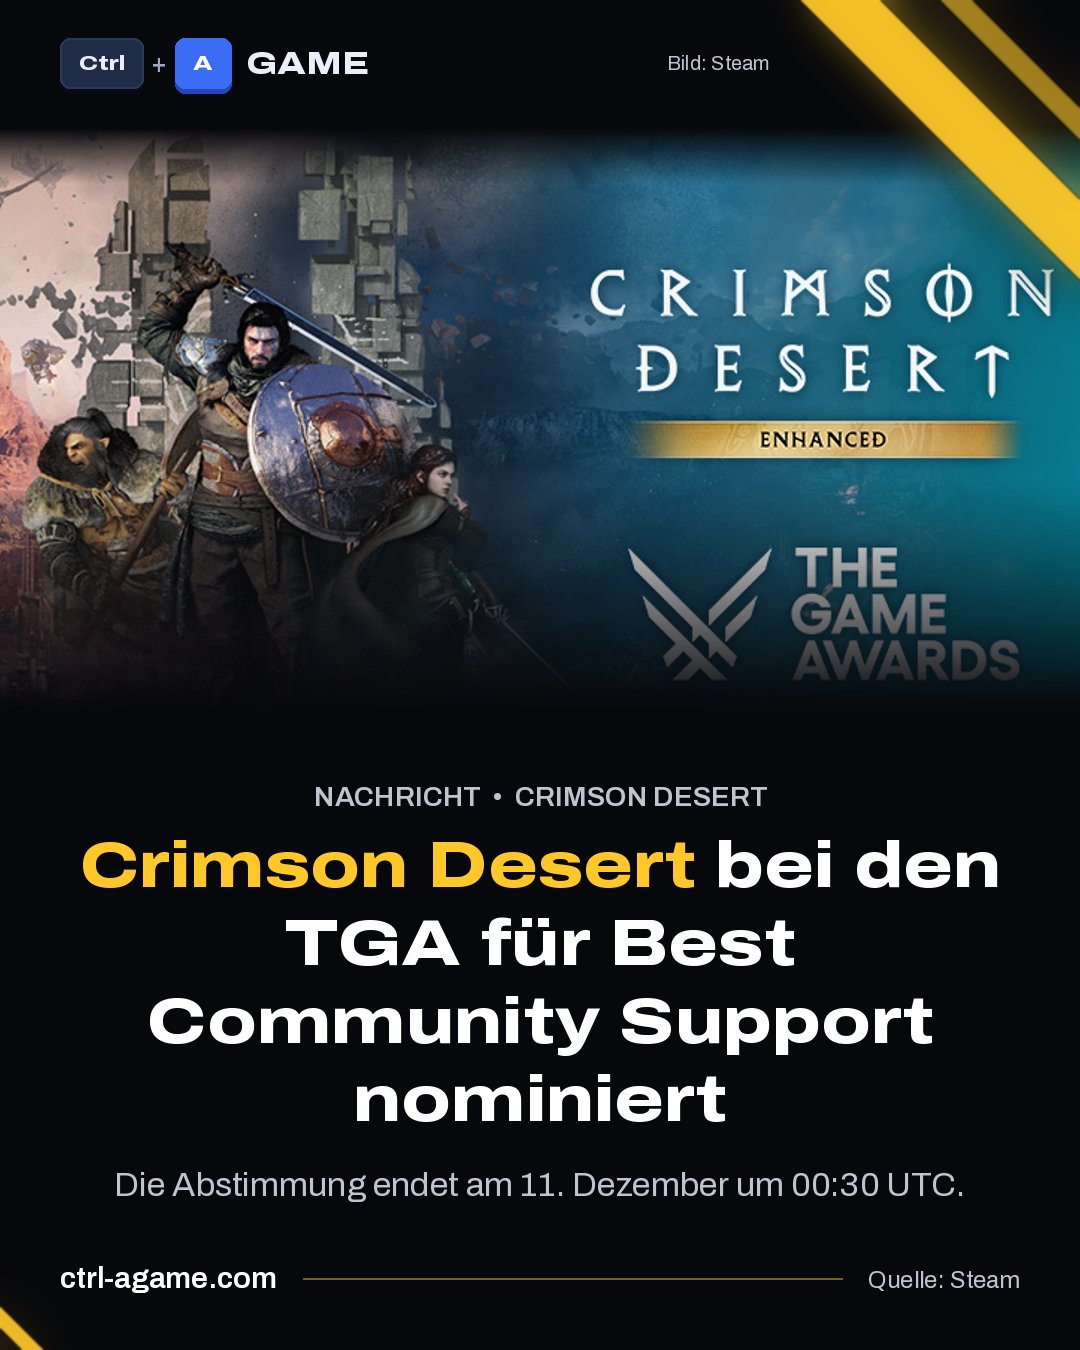 Ctrl + A GAME
Bild: Steam
CRIMSON
DESERT
ENHANCED
THE
GAME
AWARDS
NACHRICHT • CRIMSON DESERT
Crimson Desert bei den
TGA für Best
Community Support
nominiert
Die Abstimmung endet am 11. Dezember um 00:30 UTC.
ctrl-agame.com
Quelle: Steam